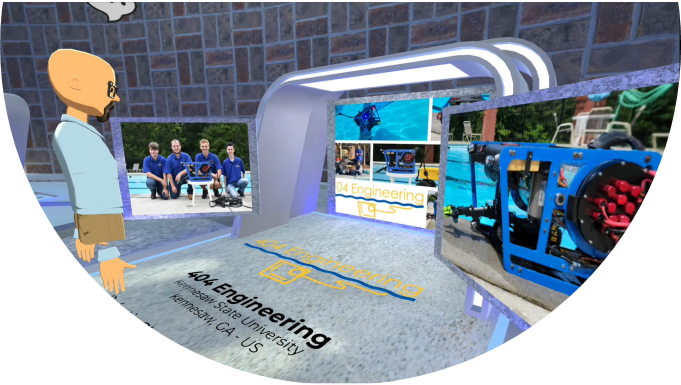 04 Engineering
404 Engineering
404 Engineering
Kennesaw State University
Kennesaw, GA - US